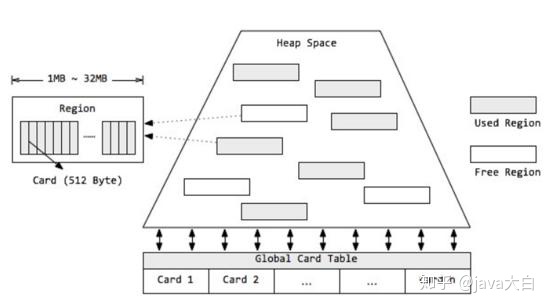 Heap Space
1MB ~ 32MB
Region
......
Card (512 Byte)
Used Region
Free Region
Global Card Table
Card 1
Card 2
...
...
知乎 @java大白